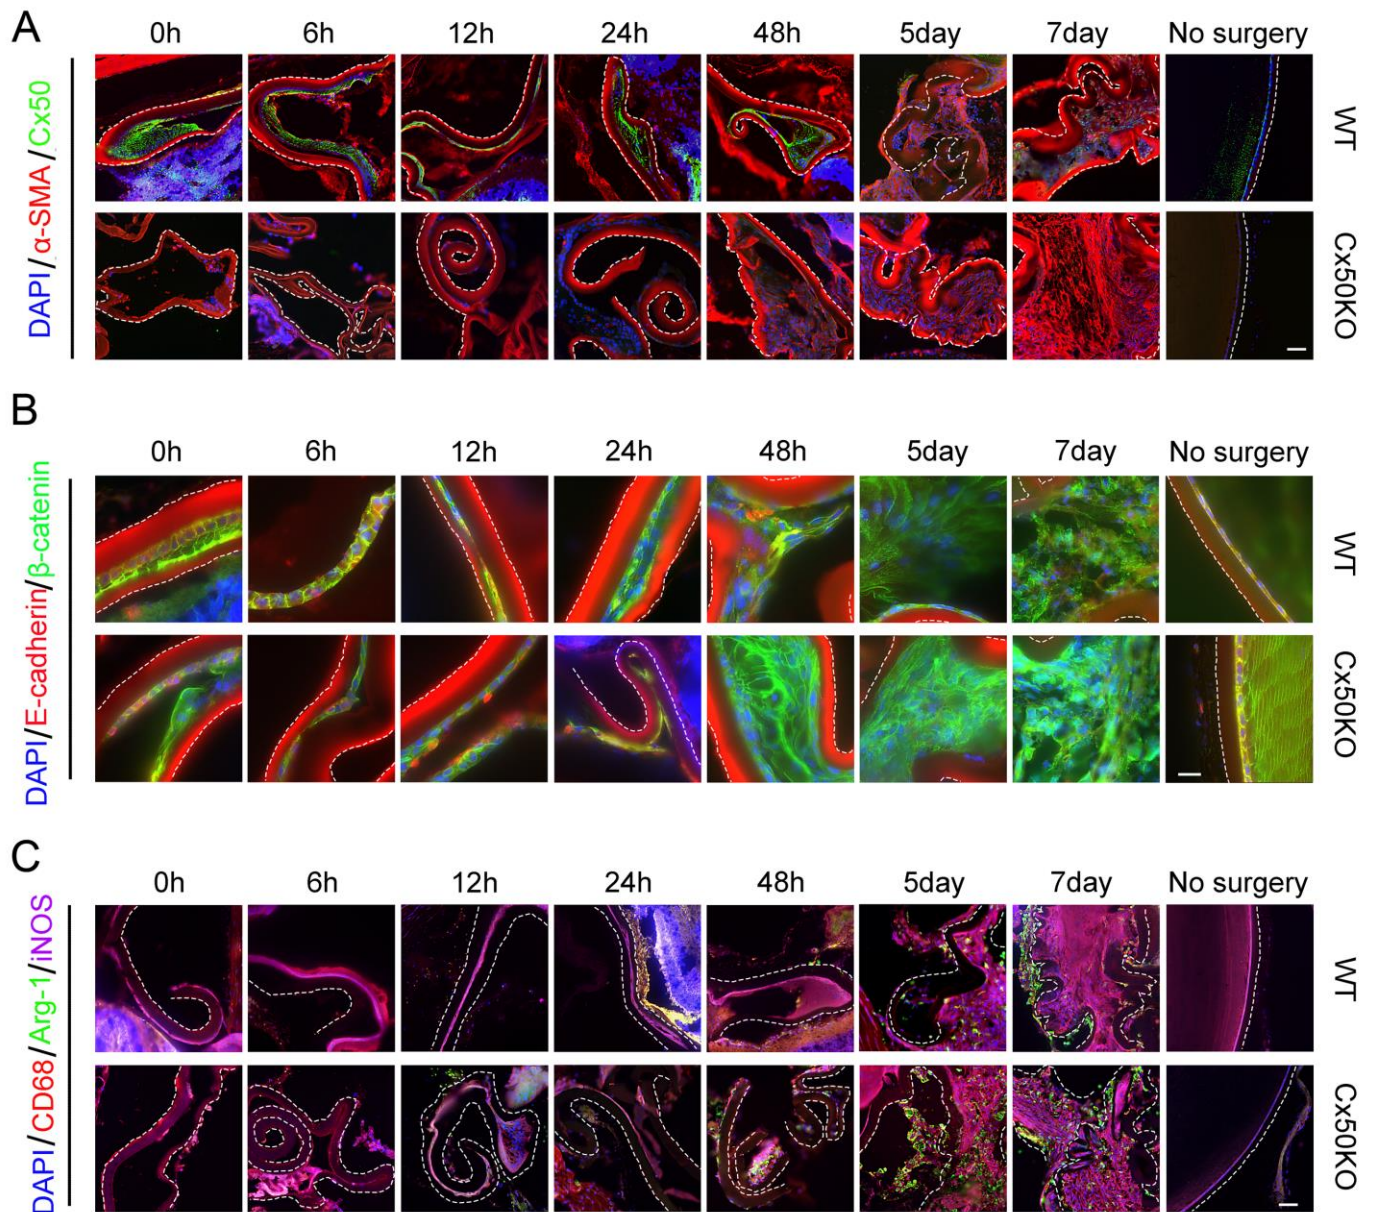 A
0h 6h 12h 24h 48h 5day 7day No surgery
DAPI/α-SMA/Cx50
WT
Cx50KO
B
0h 6h 12h 24h 48h 5day 7day No surgery
DAPI/E-cadherin/β-catenin
WT
Cx50KO
C
0h 6h 12h 24h 48h 5day 7day No surgery
DAPI/CD68/Arg-1/iNOS
WT
Cx50KO